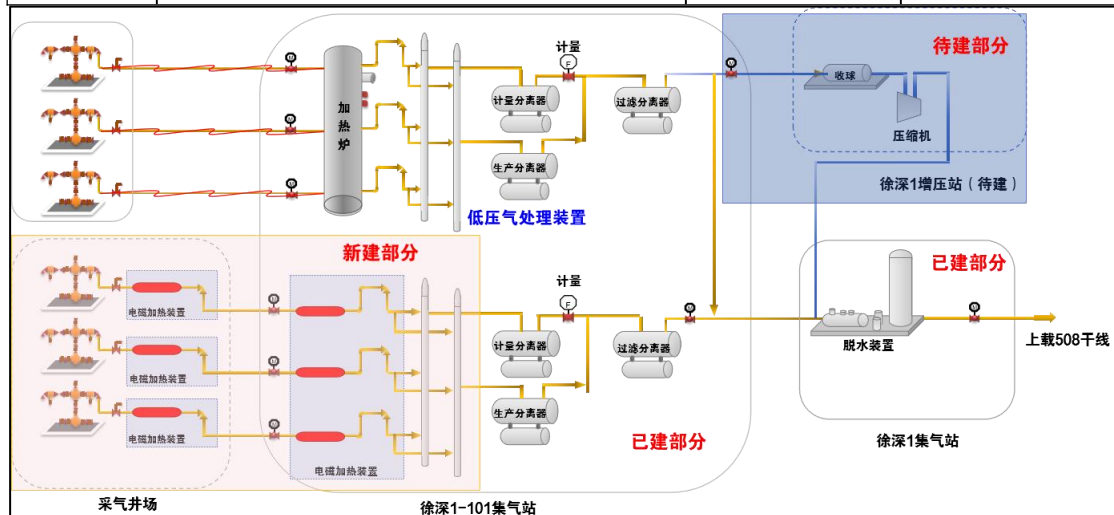 计量
待建部分
收球
加热炉
计量分离器
过滤分离器
压缩机
生产分离器
徐深1增压站（待建）
低压气处理装置
新建部分
已建部分
计量
电磁加热装置
计量分离器
过滤分离器
脱水装置
上载508干线
电磁加热装置
生产分离器
电磁加热装置
已建部分
徐深1集气站
电磁加热装置
采气井场
徐深1-101集气站
F
F